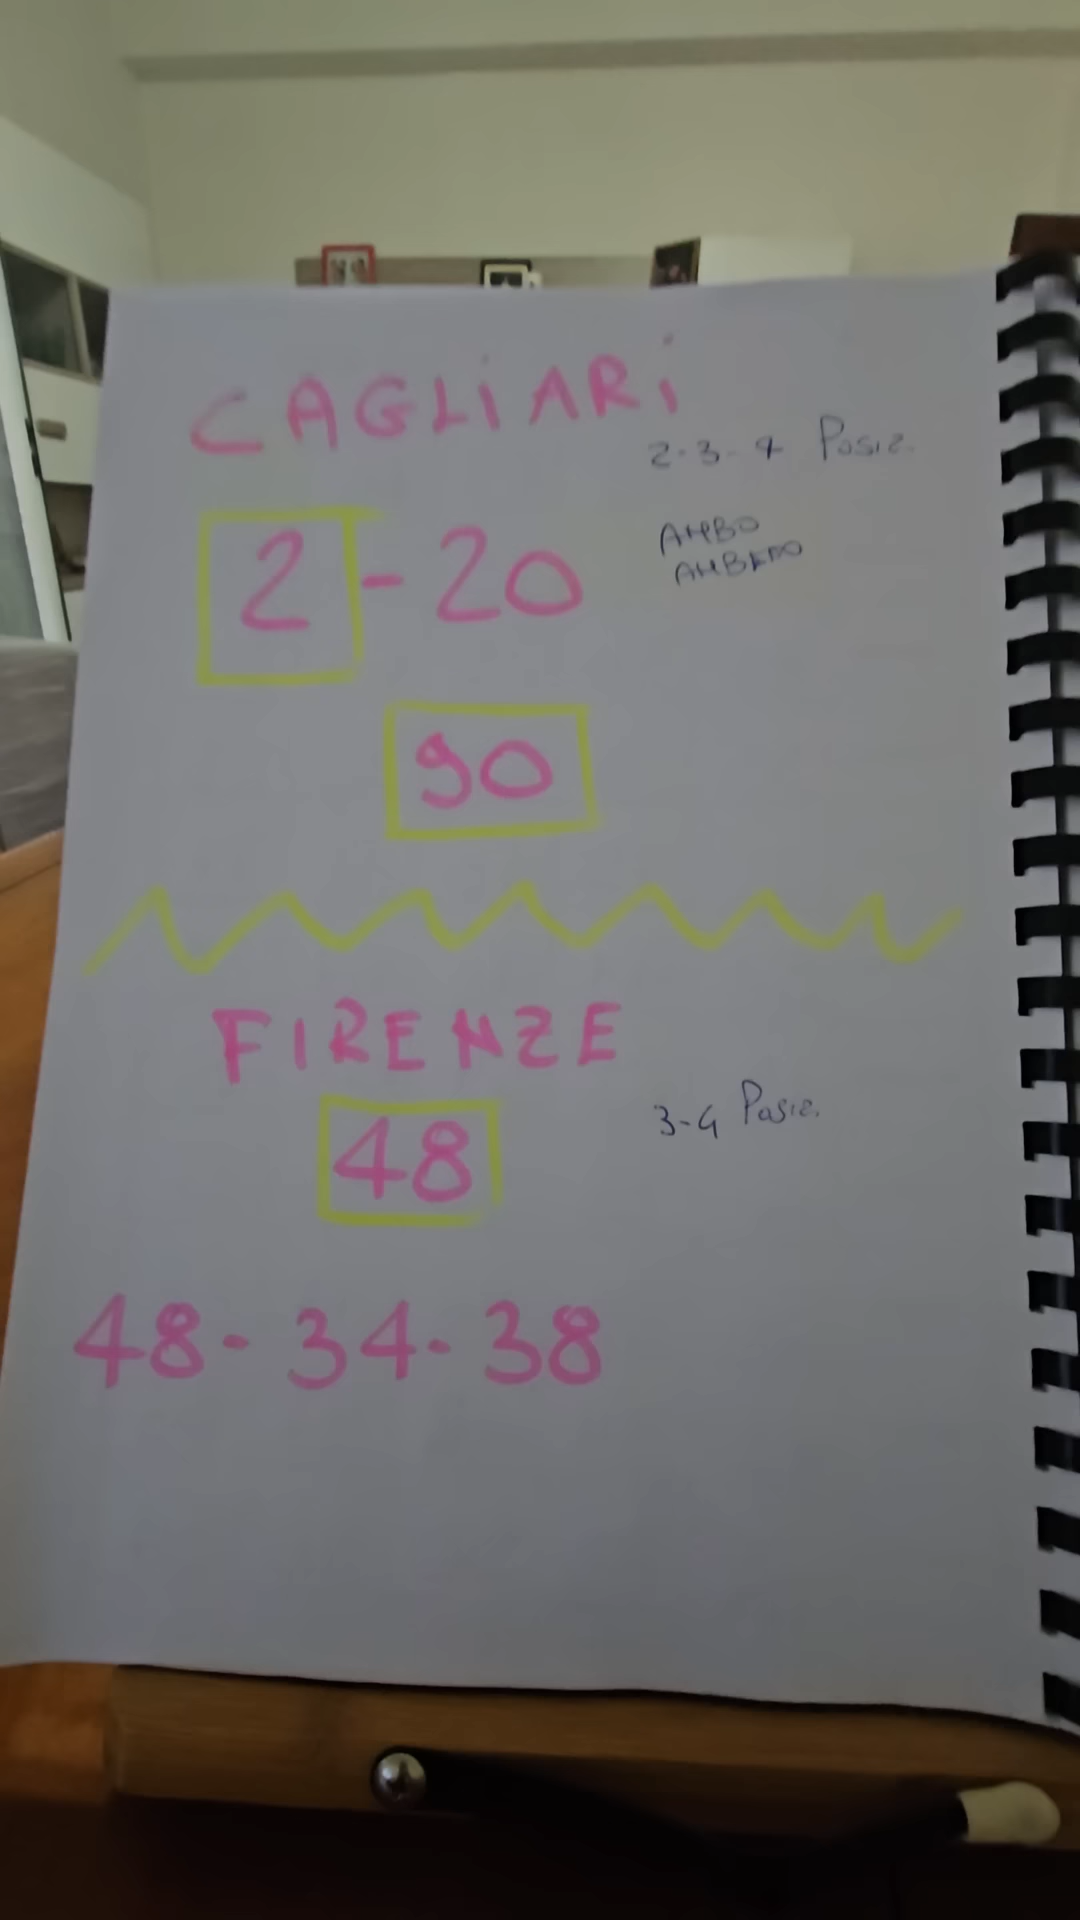 CAGLiARi
2-3-4 Posiz.
2 - 20
AMBO
AMBETTO
90
FIRENZE
3-4 Posiz.
48
48 - 34 - 38